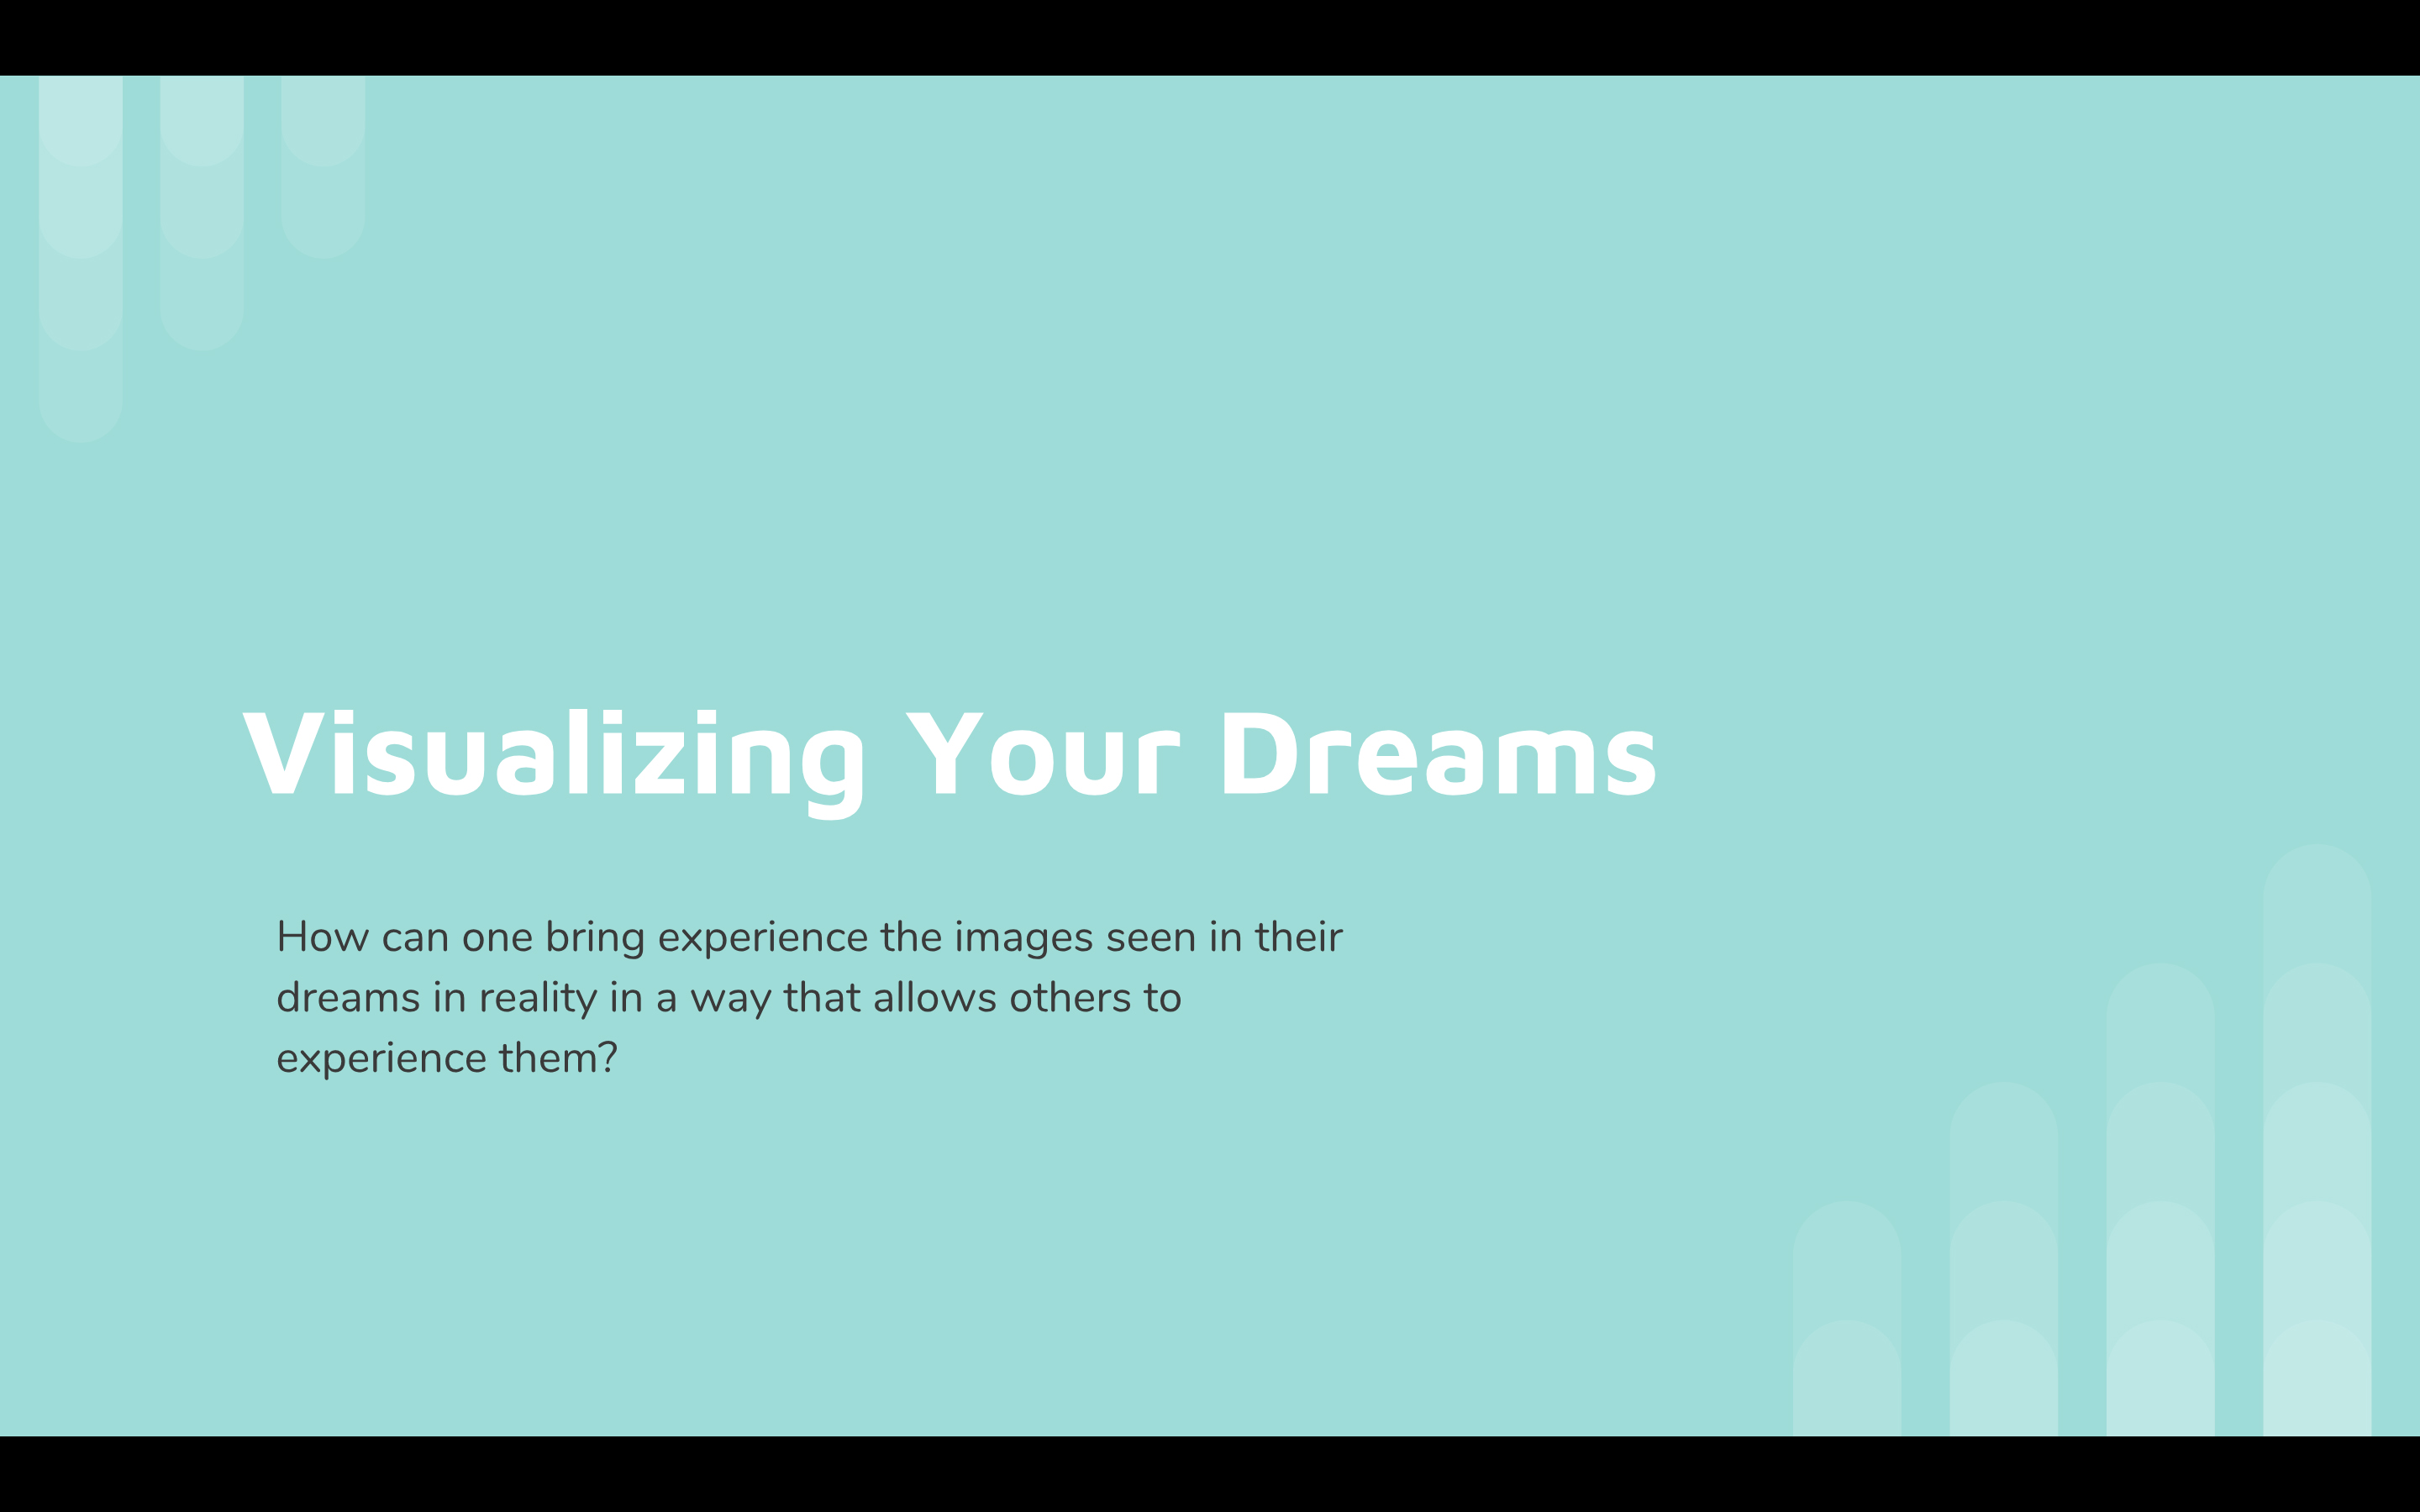 Visualizing Your Dreams
How can one bring experience the images seen in their
dreams in reality in a way that allows others to
experience them?